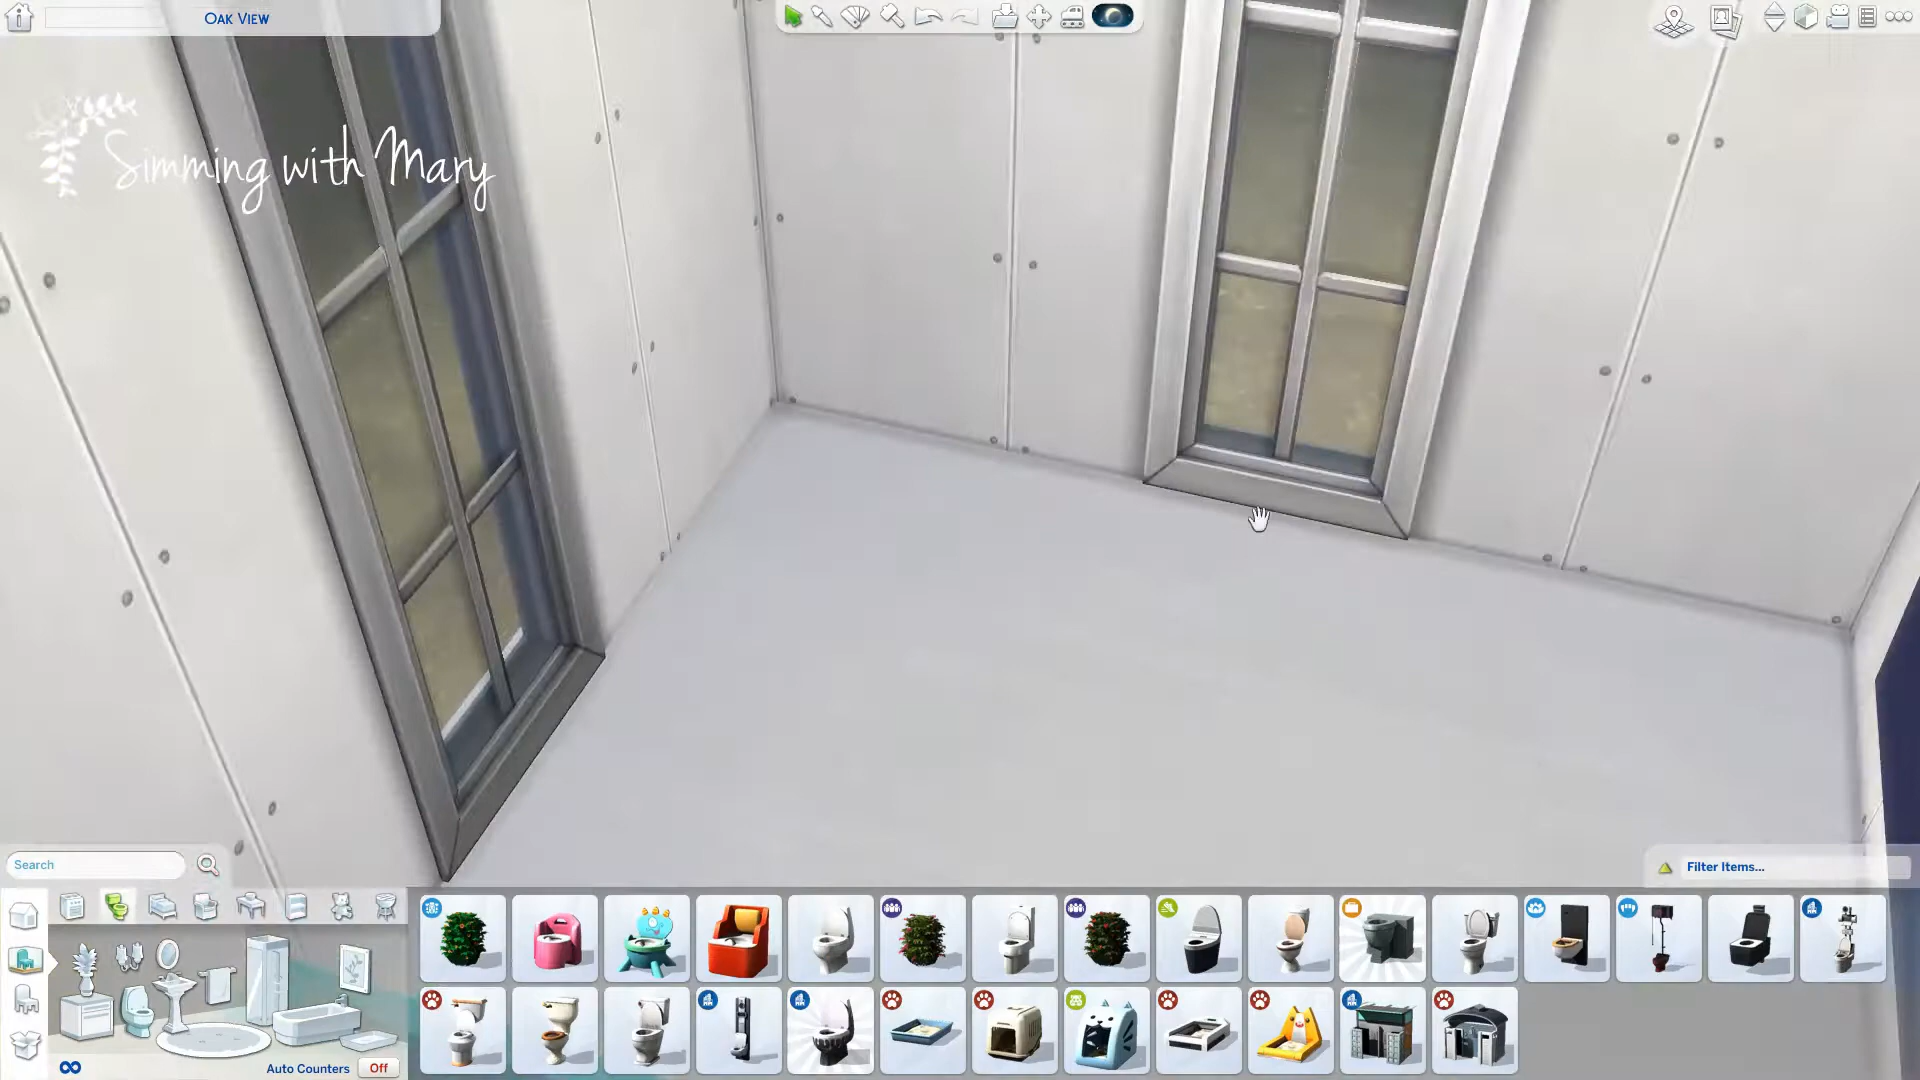 Oak View
Simming with Mary
Search
Filter Items...
Auto Counters
Off